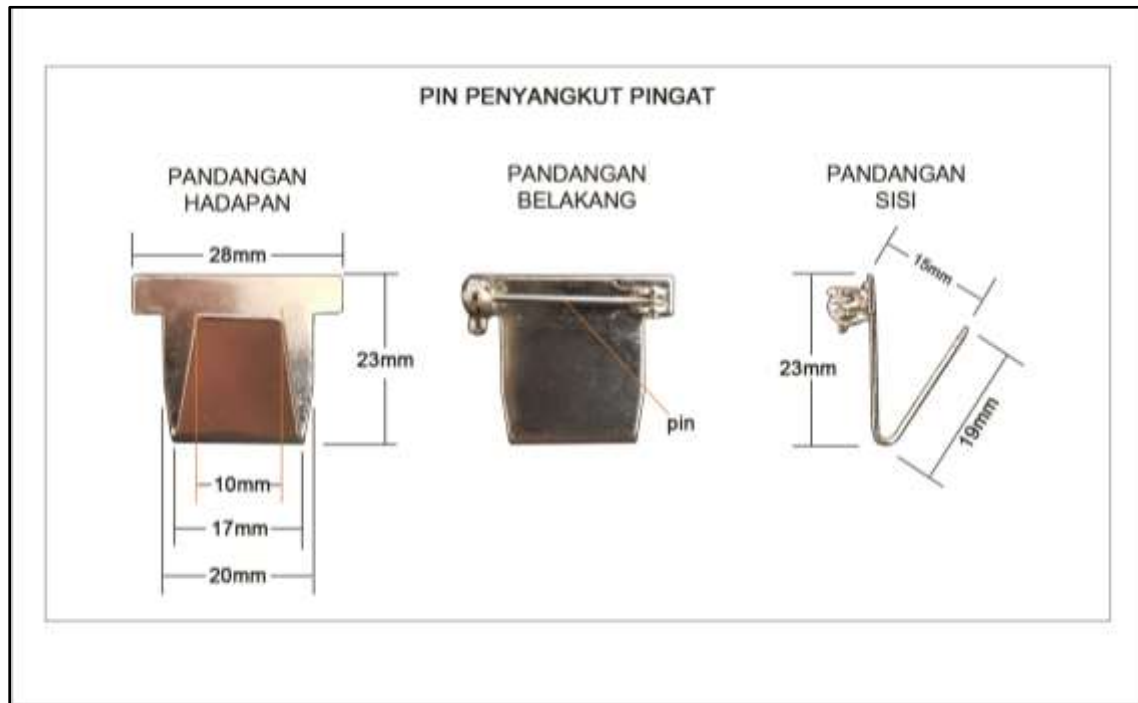 PIN PENYANGKUT PINGAT
PANDANGAN
HADAPAN
28mm
23mm
10mm
17mm
20mm
PANDANGAN
BELAKANG
pin
PANDANGAN
SISI
15mm
23mm
19mm